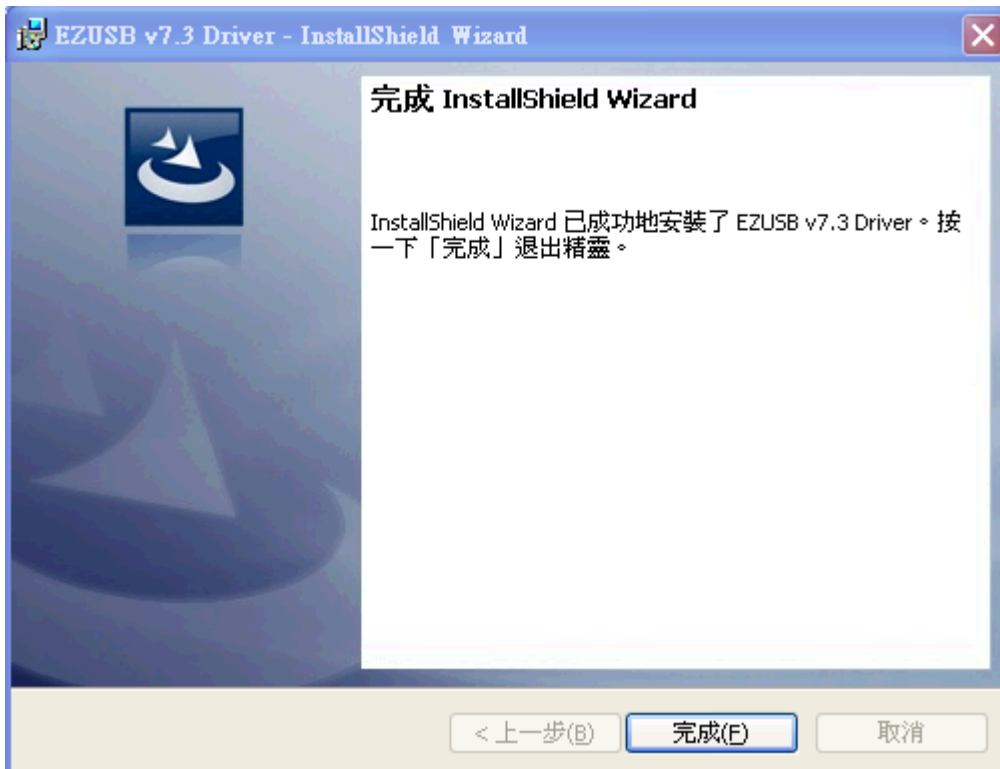 EZUSB v7.3 Driver - InstallShield Wizard
完成 InstallShield Wizard
InstallShield Wizard 已成功地安裝了 EZUSB v7.3 Driver。按
一下「完成」退出精靈。
< 上一步(B) 完成(F) 取消